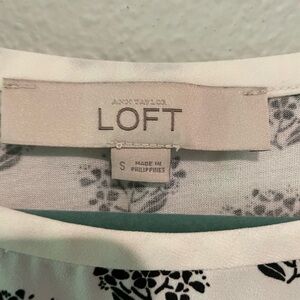 ANN TAYLOR
LOFT
S
MADE IN
PHILIPPINES